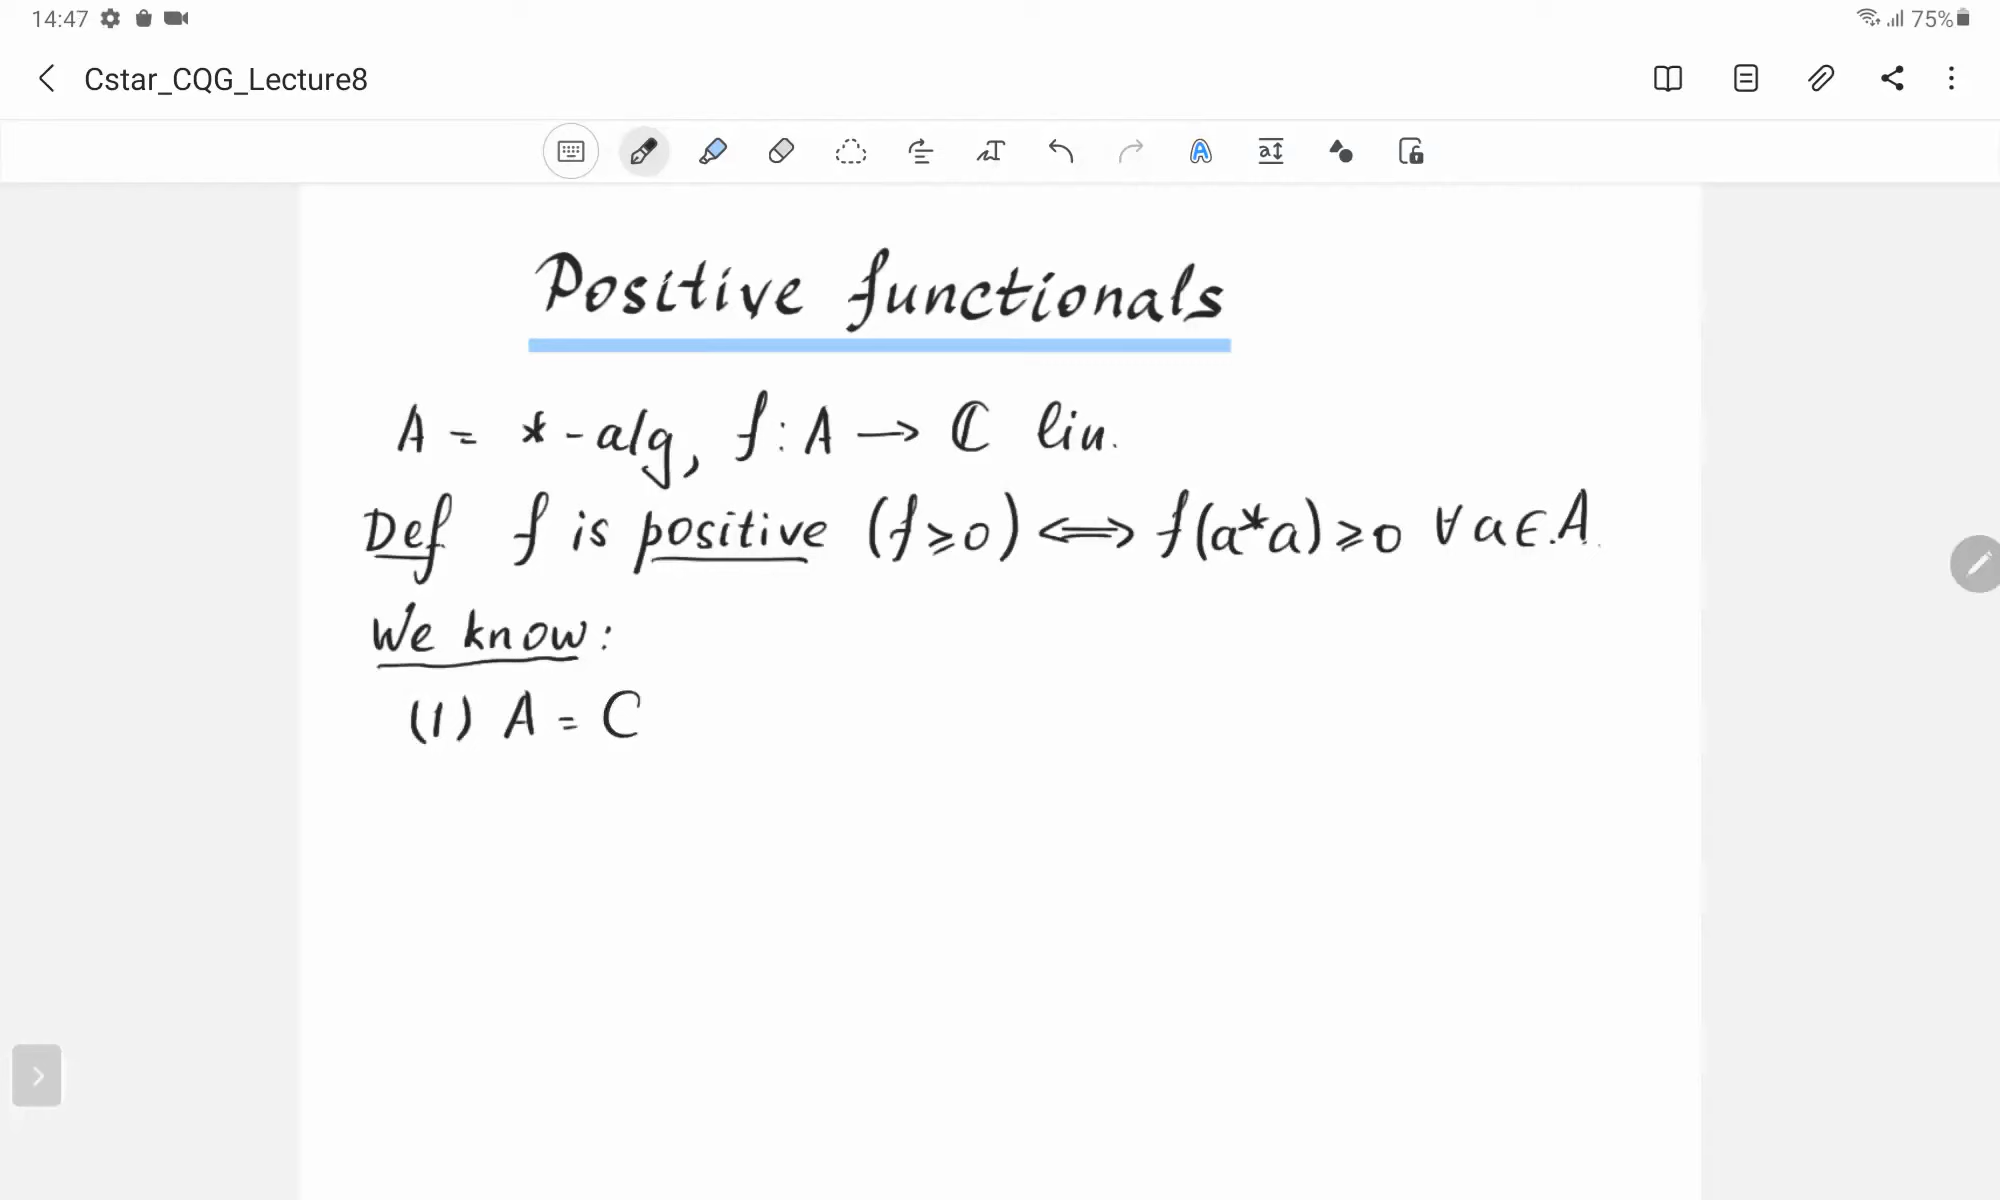 14:47 75%
Cstar_CQG_Lecture8
Positive functionals
A = *-alg, f: A → ℂ lin.
Def f is positive (f ⩾ 0) ⟺ f(a*a) ⩾ 0 ∀ a ∈ A.
We know:
(1) A = C